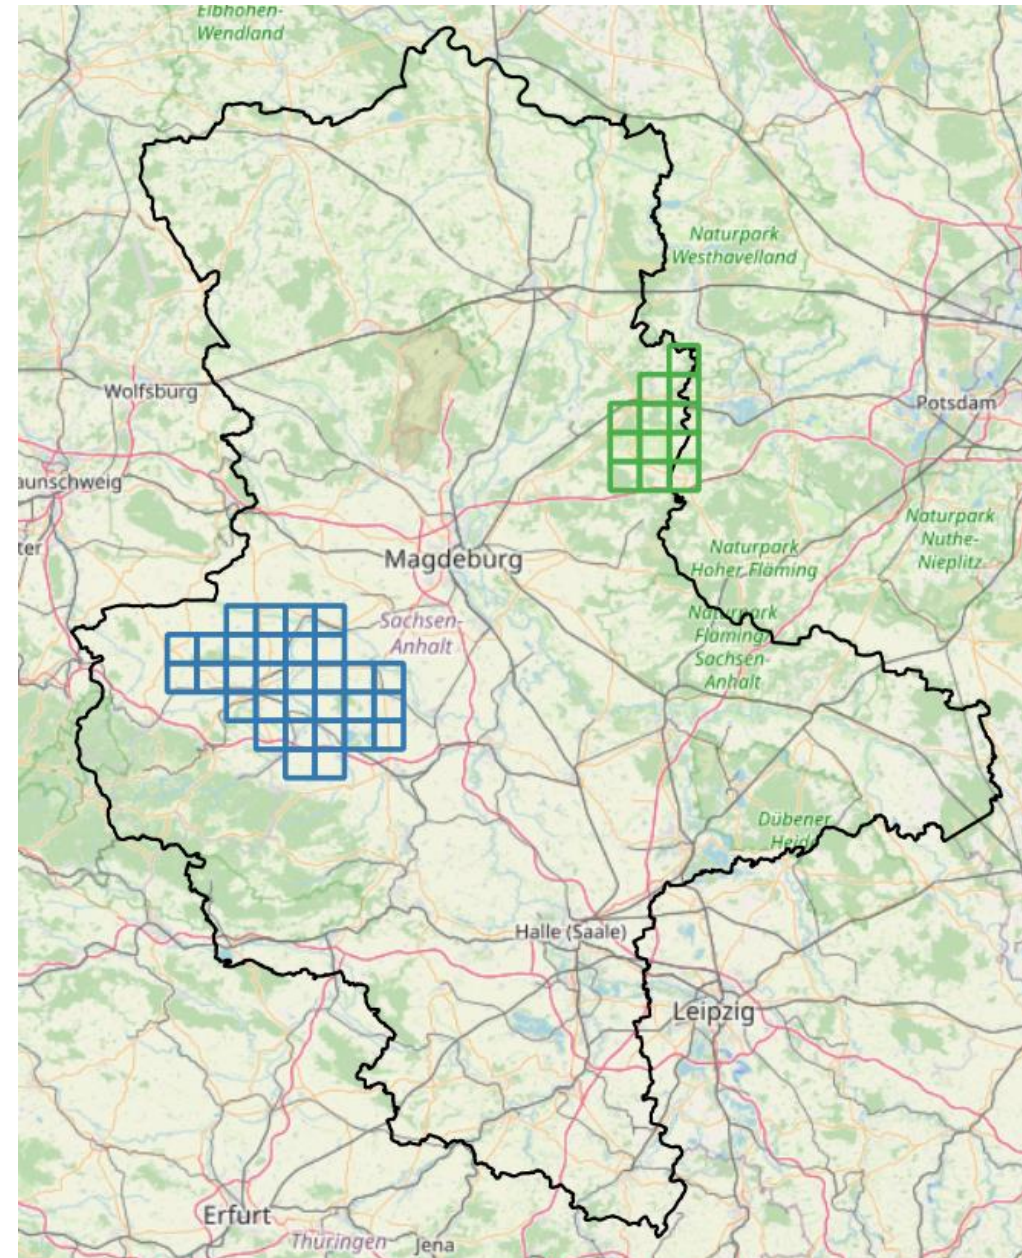 Elbhöhen-
Wendland
Naturpark
Westhavelland
Wolfsburg
Potsdam
aunschweig
Naturpark
Nuthe-
Nieplitz
ter
Magdeburg
Naturpark
Hoher Fläming
Sachsen-
Anhalt
Naturpark
Fläming
Sachsen-
Anhalt
Dübener
Heide
Halle (Saale)
Leipzig
Erfurt
Thüringen
Jena